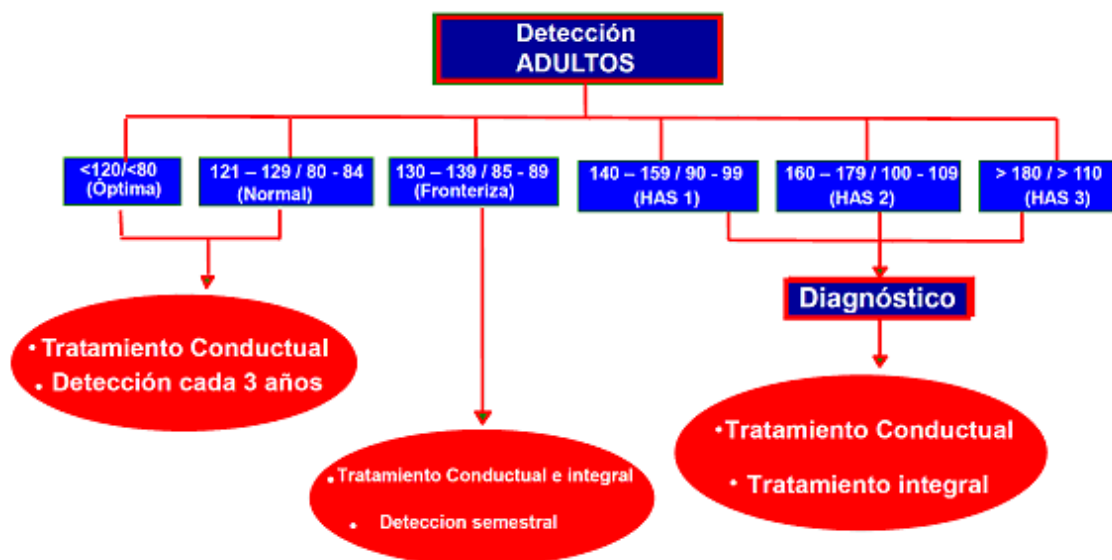 Detección
ADULTOS
<120/<80
(Óptima)
121 – 129 / 80 - 84
(Normal)
130 – 139 / 85 - 89
(Fronteriza)
140 – 159 / 90 - 99
(HAS 1)
160 – 179 / 100 - 109
(HAS 2)
> 180 / > 110
(HAS 3)
Diagnóstico
• Tratamiento Conductual
• Detección cada 3 años
• Tratamiento Conductual e integral
• Deteccion semestral
• Tratamiento Conductual
• Tratamiento integral